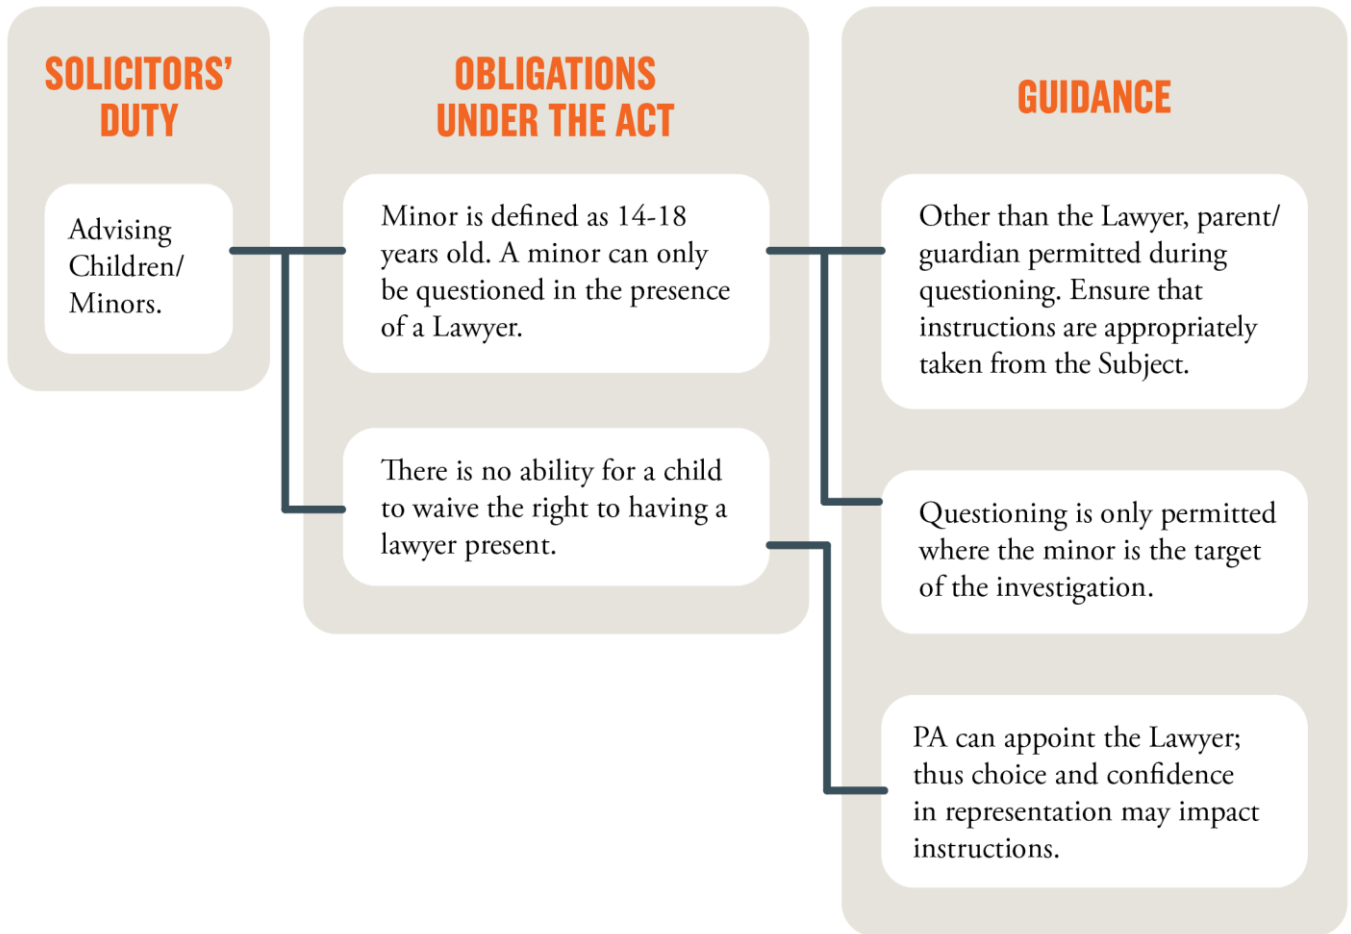 SOLICITORS’
DUTY
Advising
Children/
Minors.
OBLIGATIONS
UNDER THE ACT
Minor is defined as 14-18
years old. A minor can only
be questioned in the presence
of a Lawyer.
There is no ability for a child
to waive the right to having a
lawyer present.
GUIDANCE
Other than the Lawyer, parent/
guardian permitted during
questioning. Ensure that
instructions are appropriately
taken from the Subject.
Questioning is only permitted
where the minor is the target
of the investigation.
PA can appoint the Lawyer;
thus choice and confidence
in representation may impact
instructions.